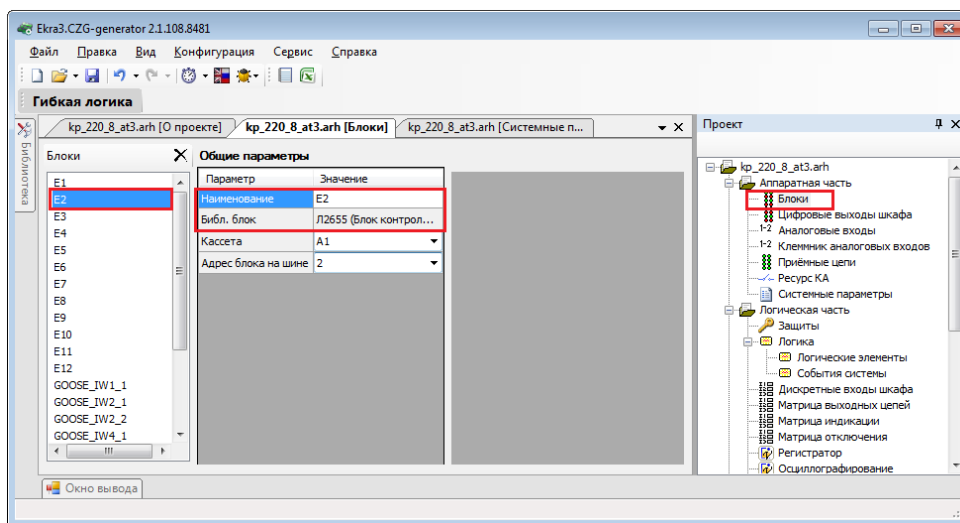 Ekra3.CZG-generator 2.1.108.8481
Файл Правка Вид Конфигурация Сервис Справка
Гибкая логика
kp_220_8_at3.arh [О проекте] kp_220_8_at3.arh [Блоки] kp_220_8_at3.arh [Системные п...
Библиотека
Блоки
E1
E2
E3
E4
E5
E6
E7
E8
E9
E10
E11
E12
GOOSE_IW1_1
GOOSE_IW2_1
GOOSE_IW2_2
GOOSE_IW4_1
Общие параметры
Параметр Значение
Наименование E2
Библ. блок Л2655 (Блок контрол...
Кассета A1
Адрес блока на шине 2
Проект
kp_220_8_at3.arh
Аппаратная часть
Блоки
Цифровые выходы шкафа
1-2 Аналоговые входы
1-2 Клеммник аналоговых входов
Приёмные цепи
Ресурс КА
Системные параметры
Логическая часть
Защиты
Логика
Логические элементы
События системы
Дискретные входы шкафа
Матрица выходных цепей
Матрица индикации
Матрица отключения
Регистратор
Осциллографирование
Окно вывода